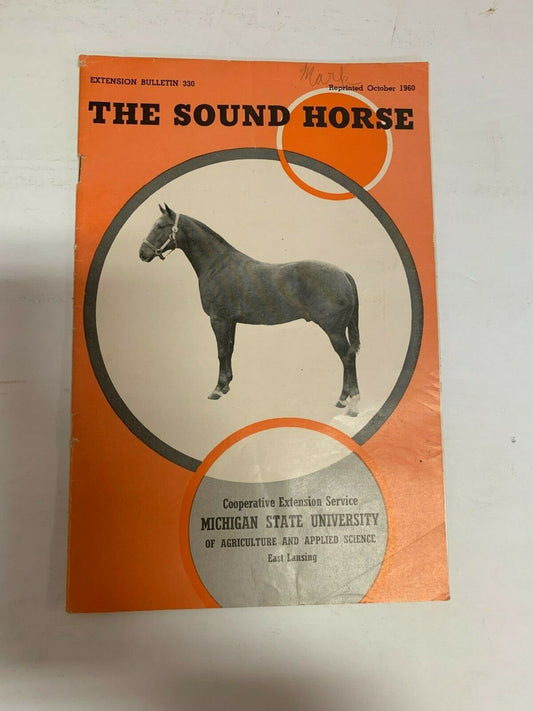 Mark
EXTENSION BULLETIN 330
Reprinted October 1960
THE SOUND HORSE
Cooperative Extension Service
MICHIGAN STATE UNIVERSITY
OF AGRICULTURE AND APPLIED SCIENCE
East Lansing